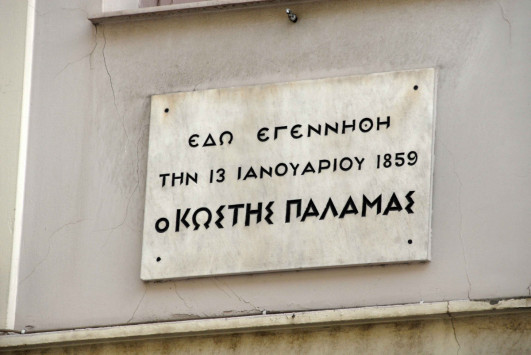 ΕΔΩ ΕΓΕΝΝΗΘΗ
ΤΗΝ 13 ΙΑΝΟΥΑΡΙΟΥ 1859
Ο ΚΩΣΤΗΣ ΠΑΛΑΜΑΣ